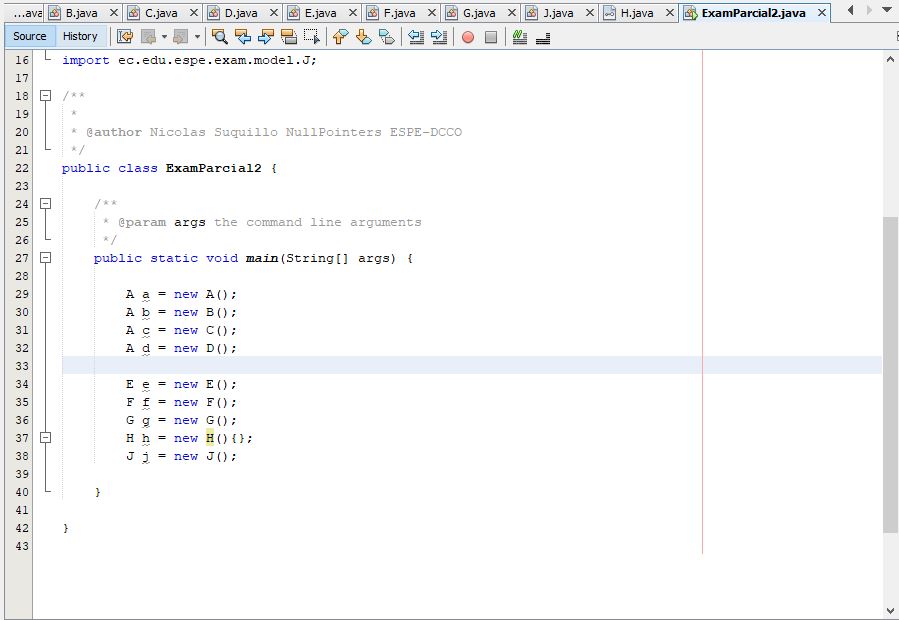 ...ava B.java C.java D.java E.java F.java G.java J.java H.java ExamParcial2.java
Source History
16 import ec.edu.espe.exam.model.J;
17
18 /**
19 *
20 * @author Nicolas Suquillo NullPointers ESPE-DCCO
21 */
22 public class ExamParcial2 {
23
24 /**
25 * @param args the command line arguments
26 */
27 public static void main(String[] args) {
28
29 A a = new A();
30 A b = new B();
31 A c = new C();
32 A d = new D();
33
34 E e = new E();
35 F f = new F();
36 G g = new G();
37 H h = new H(){};
38 J j = new J();
39
40 }
41
42 }
43